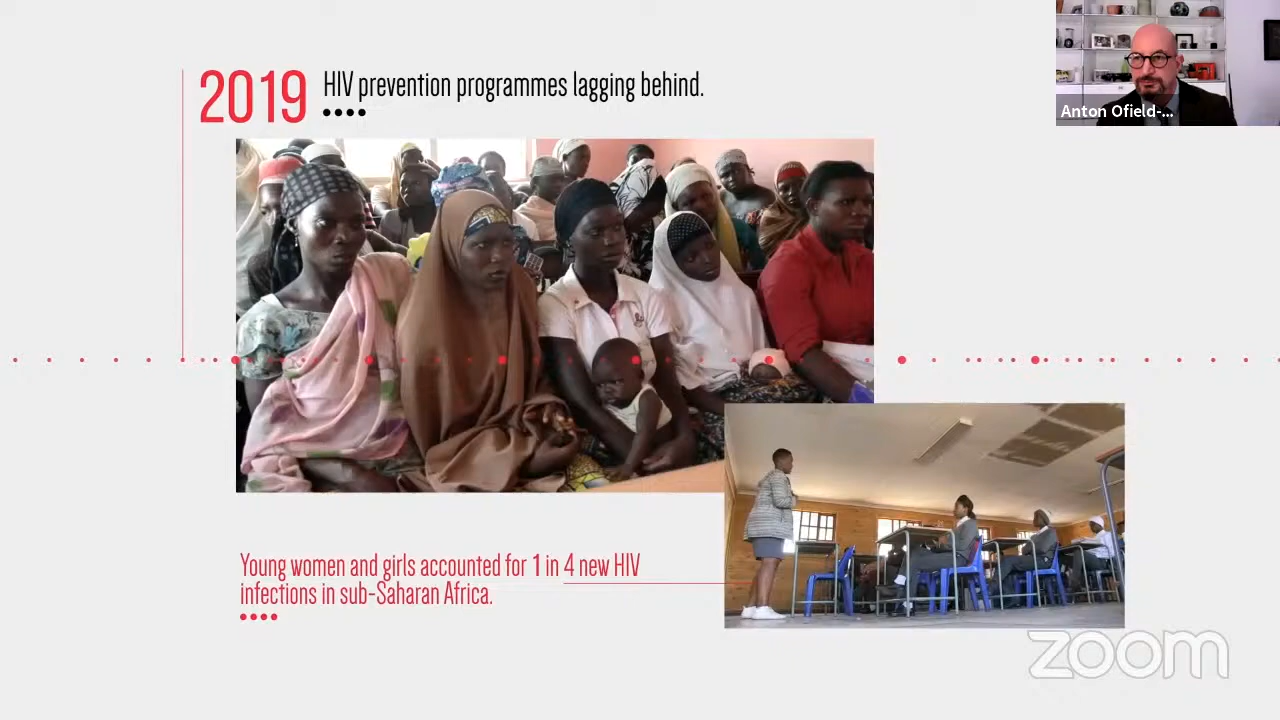 2019 HIV prevention programmes lagging behind.
Anton Ofield-...
Young women and girls accounted for 1 in 4 new HIV
infections in sub-Saharan Africa.
zoom